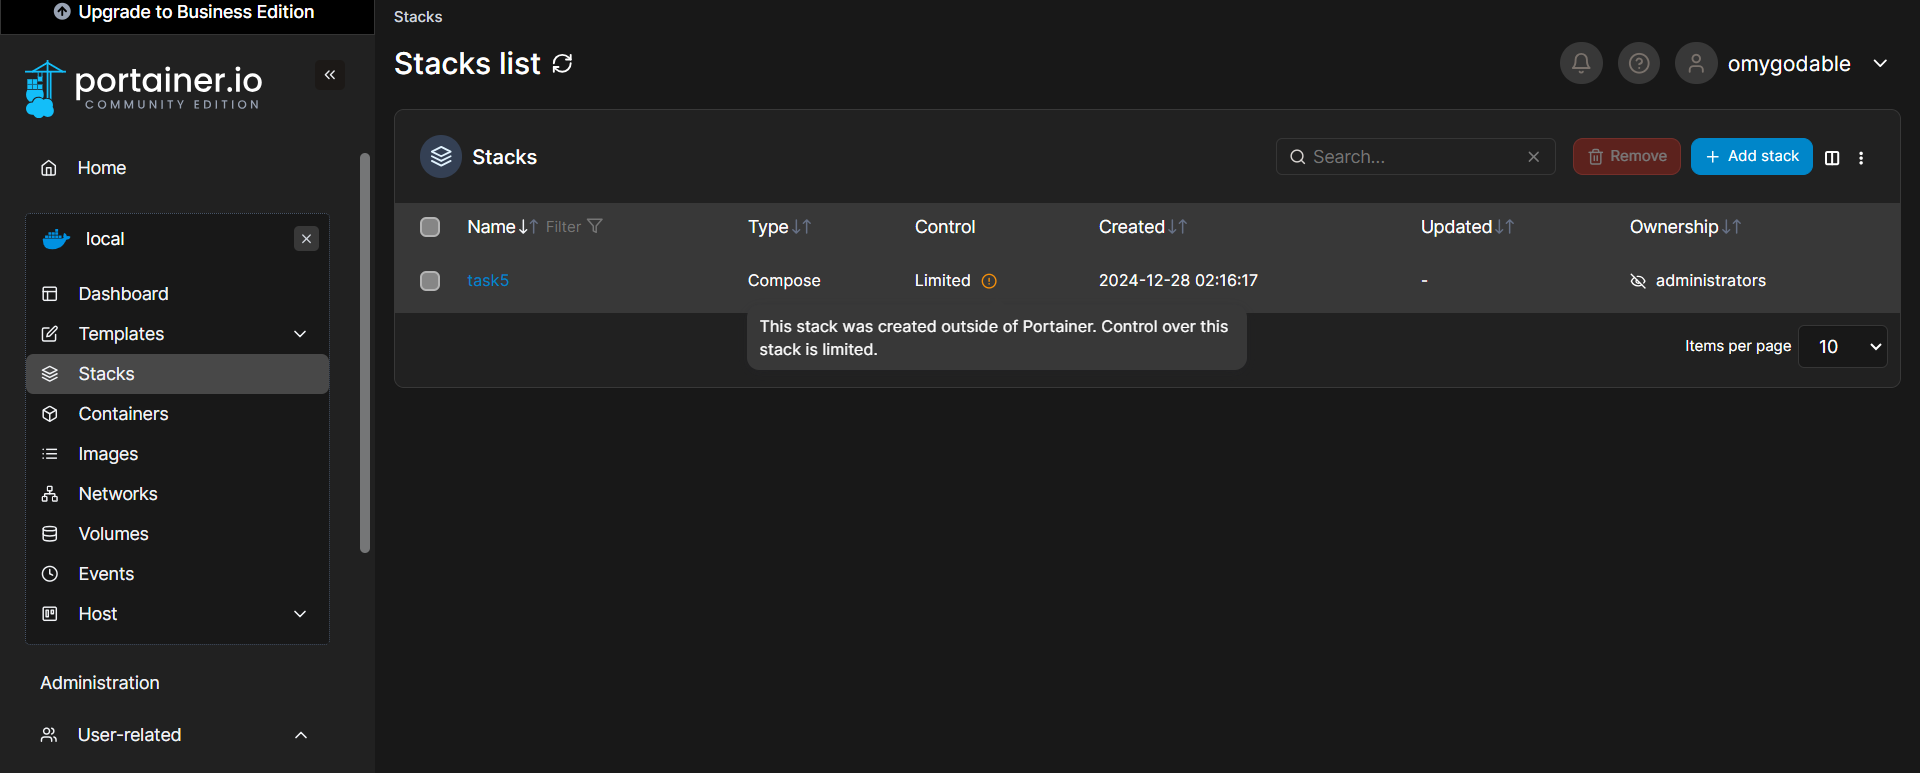 Upgrade to Business Edition
portainer.io
COMMUNITY EDITION
Home
local
Dashboard
Templates
Stacks
Containers
Images
Networks
Volumes
Events
Host
Administration
User-related
Stacks
Stacks list
omygodable
Stacks
Search...
Remove
Add stack
Name Filter Type Control Created Updated Ownership
task5 Compose Limited 2024-12-28 02:16:17 - administrators
This stack was created outside of Portainer. Control over this
stack is limited.
Items per page 10